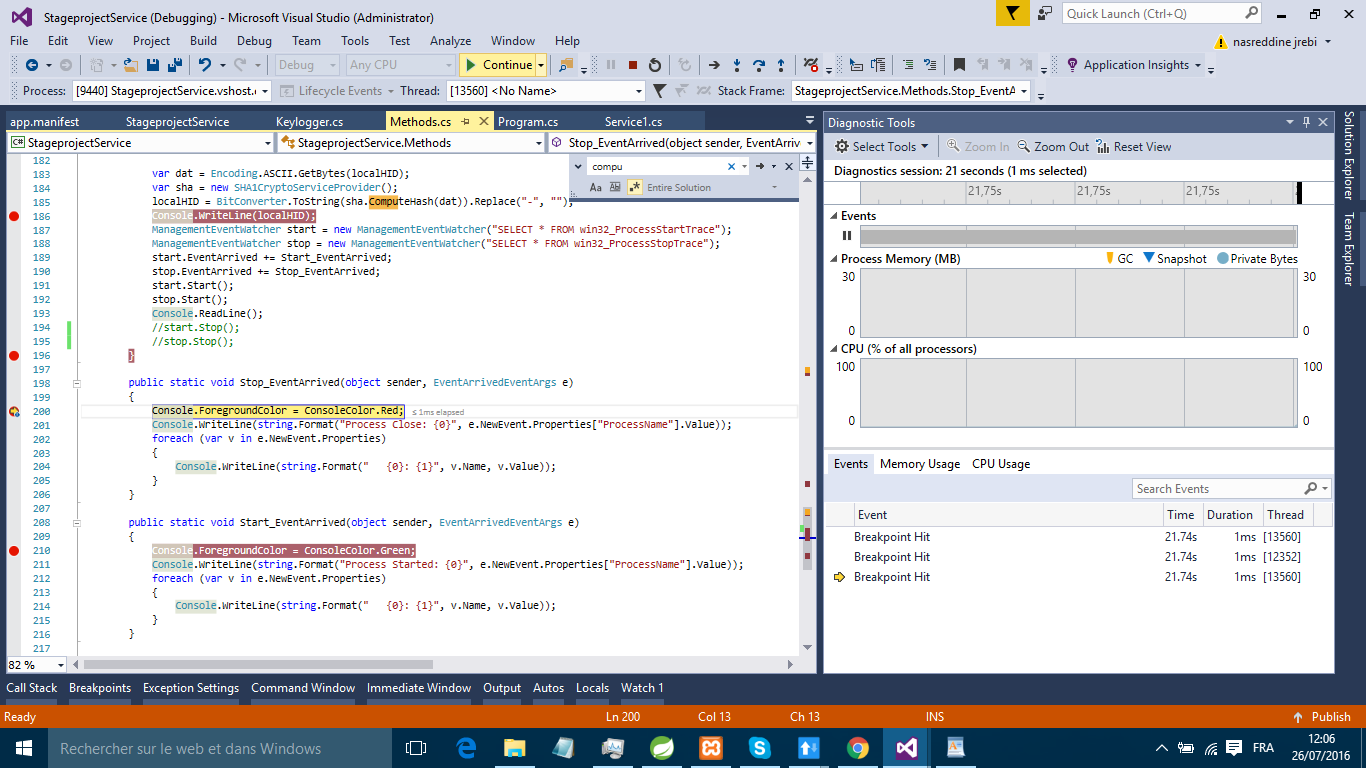 StageprojectService (Debugging) - Microsoft Visual Studio (Administrator)
Quick Launch (Ctrl+Q)
File Edit View Project Build Debug Team Tools Test Analyze Window Help
nasreddine jrebi
Debug Any CPU Continue Application Insights
Process: [9440] StageprojectService.vshost.e Lifecycle Events Thread: [13560] <No Name> Stack Frame: StageprojectService.Methods.Stop_EventA
app.manifest StageprojectService Keylogger.cs Methods.cs Program.cs Service1.cs
StageprojectService StageprojectService.Methods Stop_EventArrived(object sender, EventArriv
compu
Aa Entire Solution
182
183 var dat = Encoding.ASCII.GetBytes(localHID);
184 var sha = new SHA1CryptoServiceProvider();
185 localHID = BitConverter.ToString(sha.ComputeHash(dat)).Replace("-", "");
186 Console.WriteLine(localHID);
187 ManagementEventWatcher start = new ManagementEventWatcher("SELECT * FROM win32_ProcessStartTrace");
188 ManagementEventWatcher stop = new ManagementEventWatcher("SELECT * FROM win32_ProcessStopTrace");
189 start.EventArrived += Start_EventArrived;
190 stop.EventArrived += Stop_EventArrived;
191 start.Start();
192 stop.Start();
193 Console.ReadLine();
194 //start.Stop();
195 //stop.Stop();
196 }
197
198 public static void Stop_EventArrived(object sender, EventArrivedEventArgs e)
199 {
200 Console.ForegroundColor = ConsoleColor.Red; ≤ 1ms elapsed
201 Console.WriteLine(string.Format("Process Close: {0}", e.NewEvent.Properties["ProcessName"].Value));
202 foreach (var v in e.NewEvent.Properties)
203 {
204 Console.WriteLine(string.Format("   {0}: {1}", v.Name, v.Value));
205 }
206 }
207
208 public static void Start_EventArrived(object sender, EventArrivedEventArgs e)
209 {
210 Console.ForegroundColor = ConsoleColor.Green;
211 Console.WriteLine(string.Format("Process Started: {0}", e.NewEvent.Properties["ProcessName"].Value));
212 foreach (var v in e.NewEvent.Properties)
213 {
214 Console.WriteLine(string.Format("   {0}: {1}", v.Name, v.Value));
215 }
216 }
217
82 %
Diagnostic Tools
Select Tools Zoom In Zoom Out Reset View
Diagnostics session: 21 seconds (1 ms selected)
21,75s 21,75s 21,75s
Events
Process Memory (MB) GC Snapshot Private Bytes
30 30
0 0
CPU (% of all processors)
100 100
0 0
Events Memory Usage CPU Usage
Search Events
Event Time Duration Thread
Breakpoint Hit 21.74s 1ms [13560]
Breakpoint Hit 21.74s 1ms [12352]
Breakpoint Hit 21.74s 1ms [13560]
Solution Explorer
Team Explorer
Call Stack Breakpoints Exception Settings Command Window Immediate Window Output Autos Locals Watch 1
Ready Ln 200 Col 13 Ch 13 INS Publish
Rechercher sur le web et dans Windows
FRA
12:06
26/07/2016